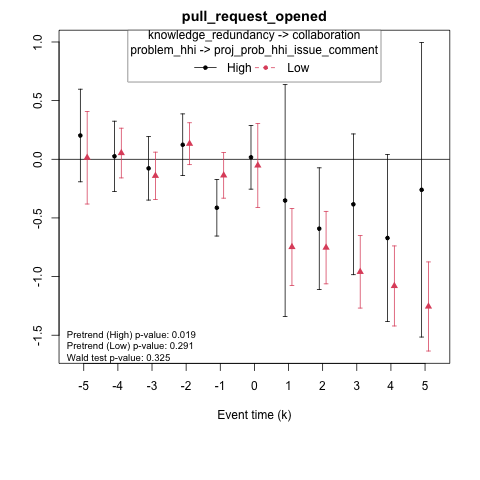 pull_request_opened
knowledge_redundancy -> collaboration
problem_hhi -> proj_prob_hhi_issue_comment
High Low
1.0
0.5
0.0
-0.5
-1.0
-1.5
Pretrend (High) p-value: 0.019
Pretrend (Low) p-value: 0.291
Wald test p-value: 0.325
-5 -4 -3 -2 -1 0 1 2 3 4 5
Event time (k)